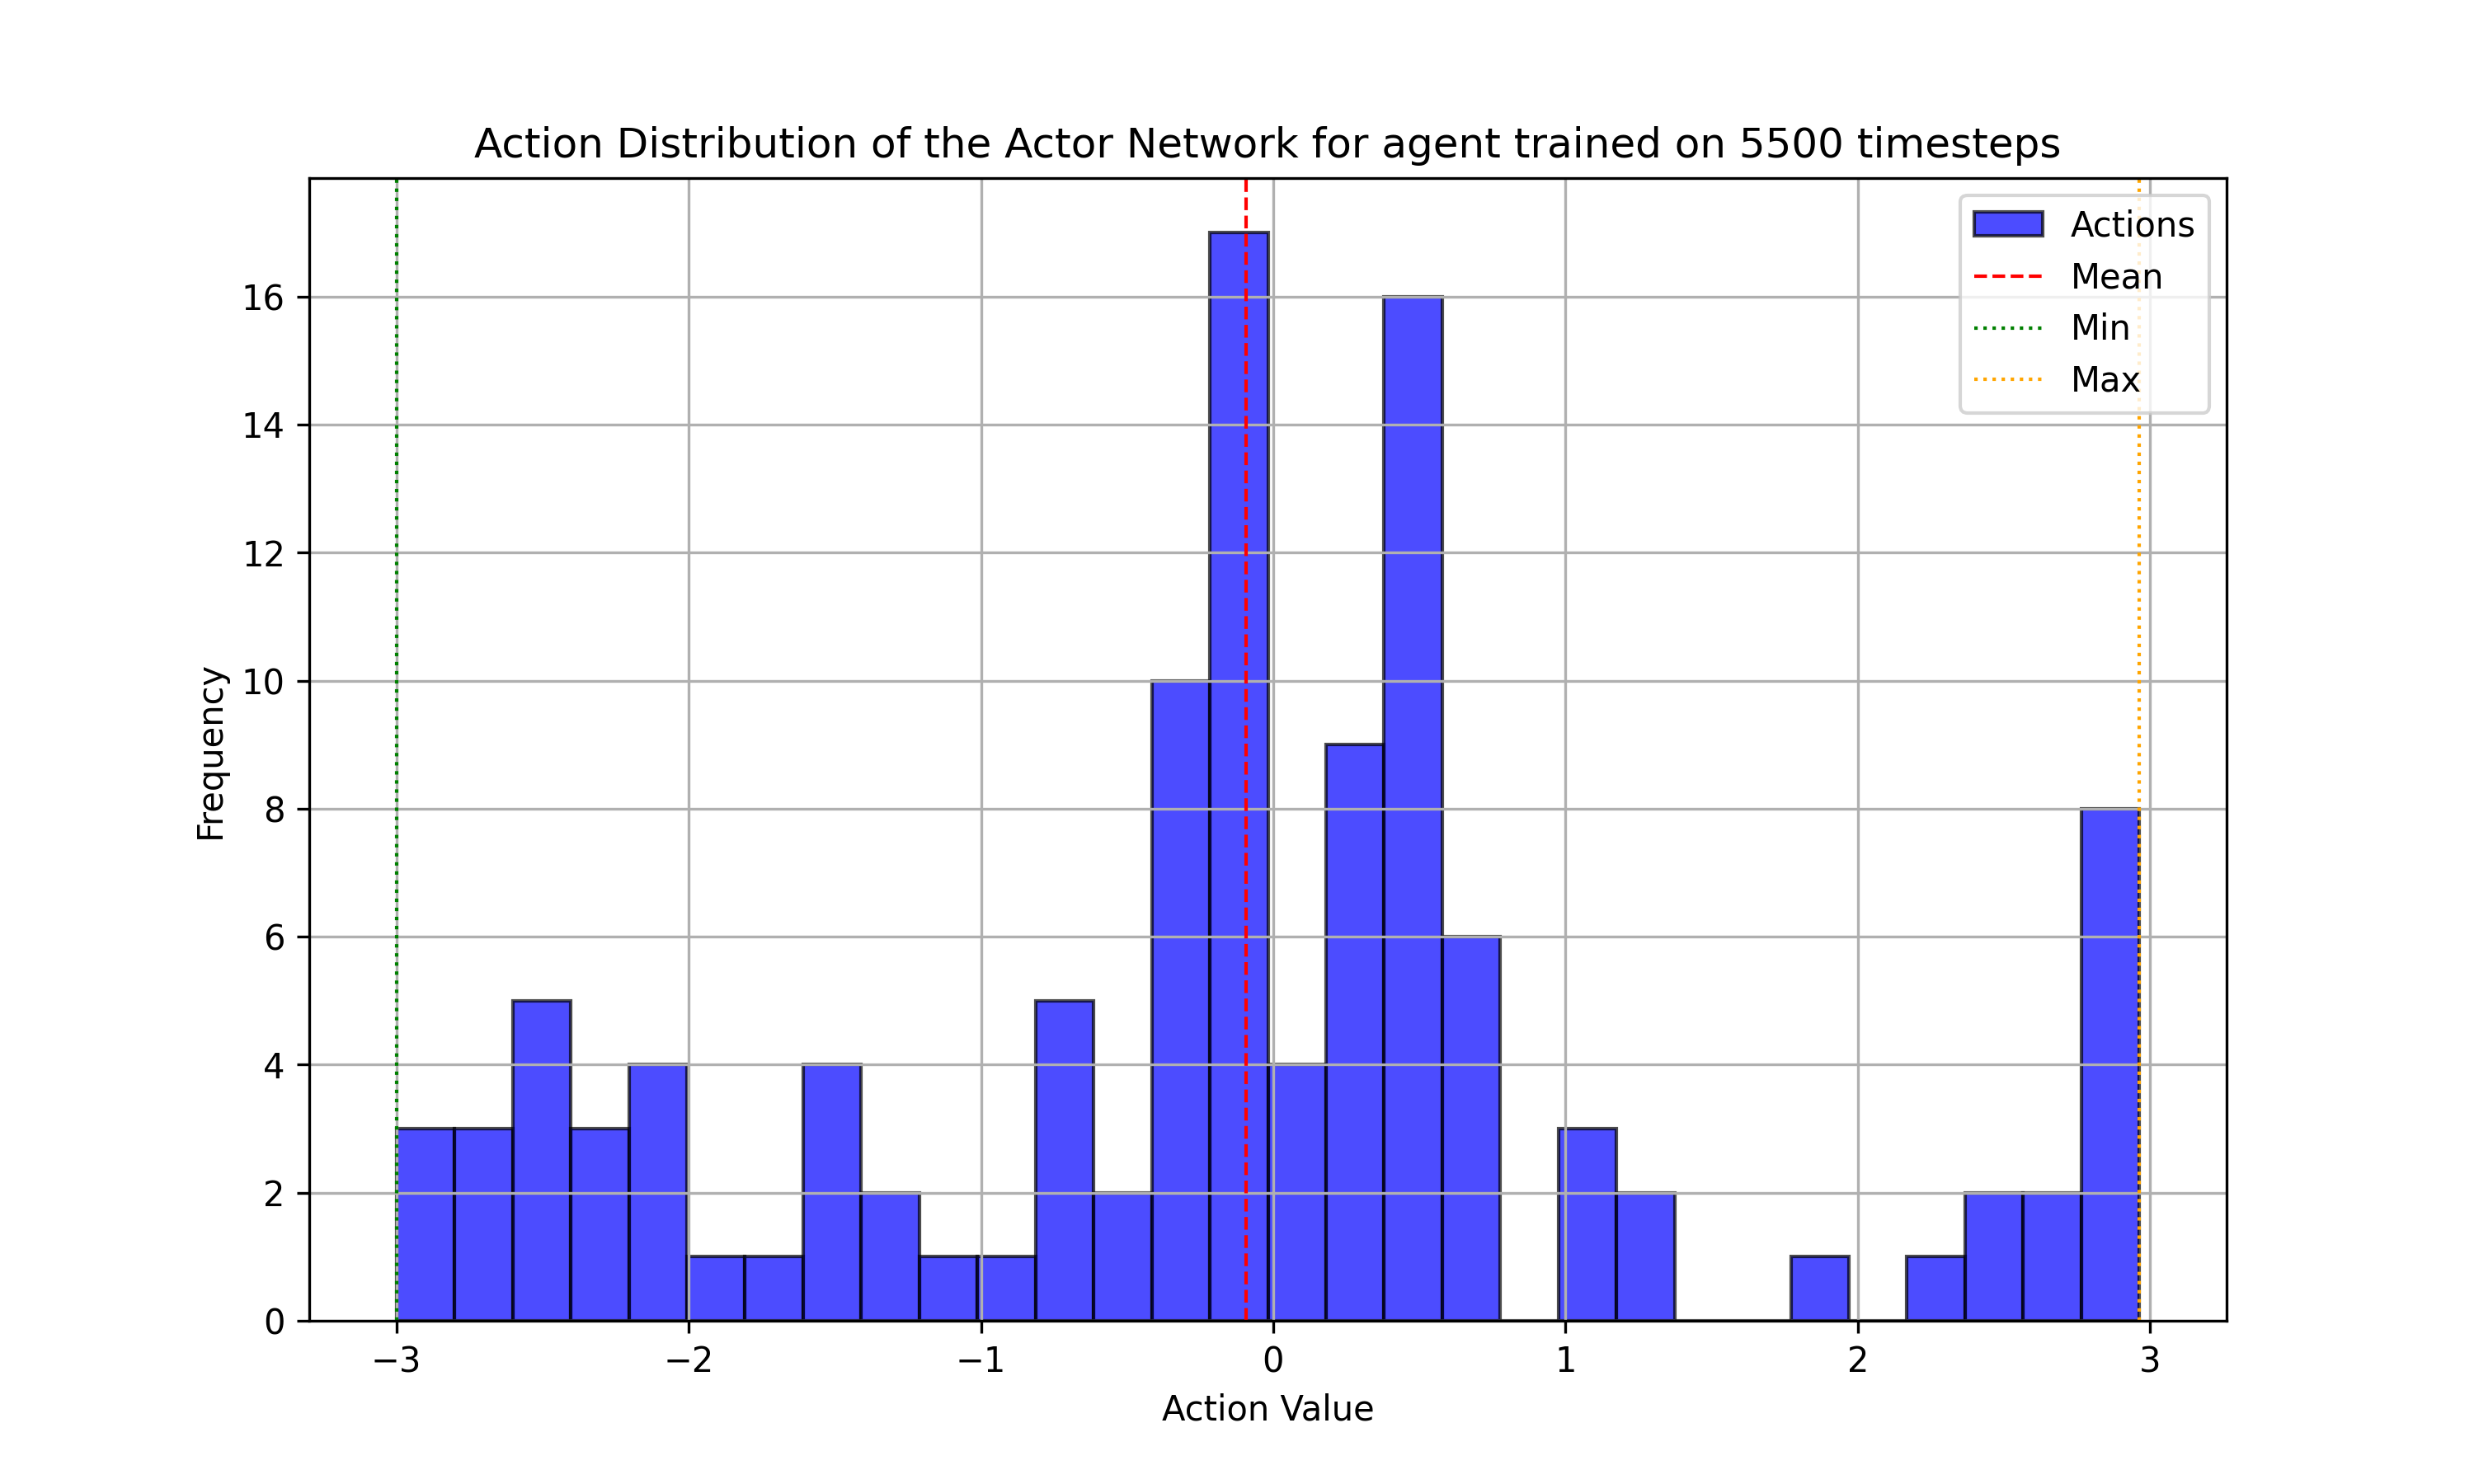 Action Distribution of the Actor Network for agent trained on 5500 timesteps
Actions
Mean
Min
Max
16
14
12
10
8
6
4
2
0
Frequency
−3 −2 −1 0 1 2 3
Action Value